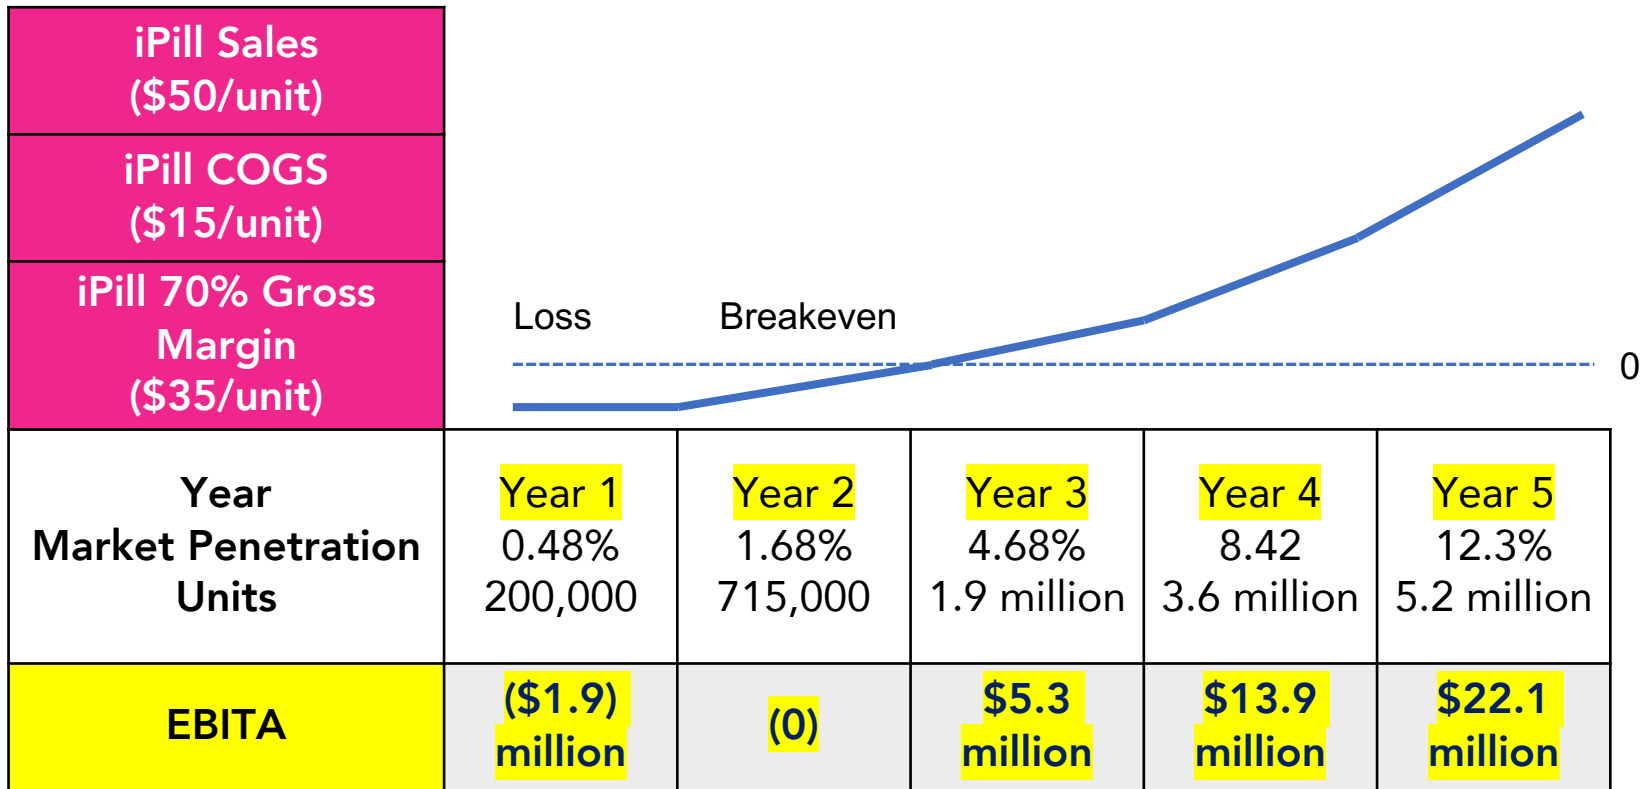 iPill Sales
($50/unit)
iPill COGS
($15/unit)
iPill 70% Gross
Margin
($35/unit)
Loss
Breakeven
0
Year
Market Penetration
Units
Year 1
0.48%
200,000
Year 2
1.68%
715,000
Year 3
4.68%
1.9 million
Year 4
8.42
3.6 million
Year 5
12.3%
5.2 million
EBITA
($1.9)
million
(0)
$5.3
million
$13.9
million
$22.1
million